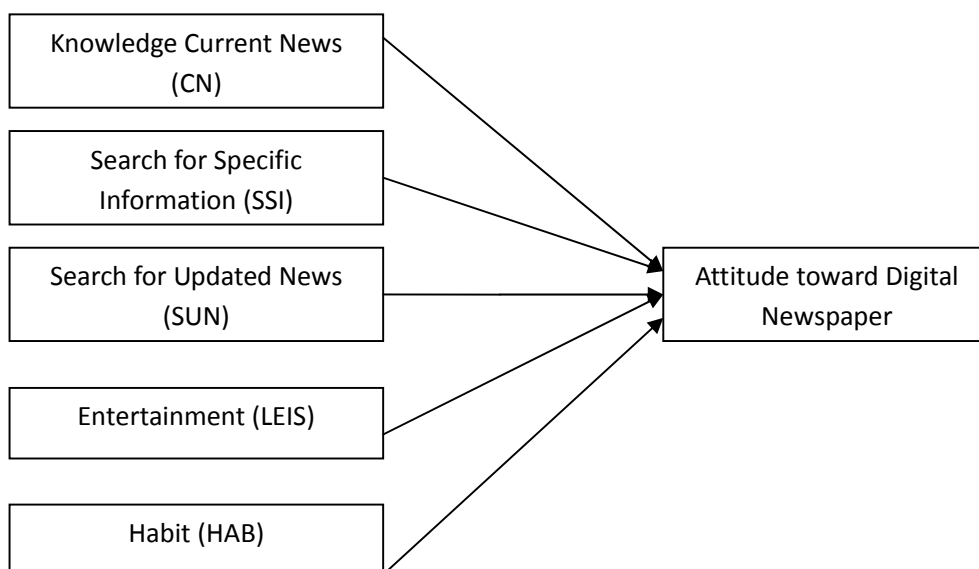 Knowledge Current News
(CN)
Search for Specific
Information (SSI)
Search for Updated News
(SUN)
Entertainment (LEIS)
Habit (HAB)
Attitude toward Digital
Newspaper